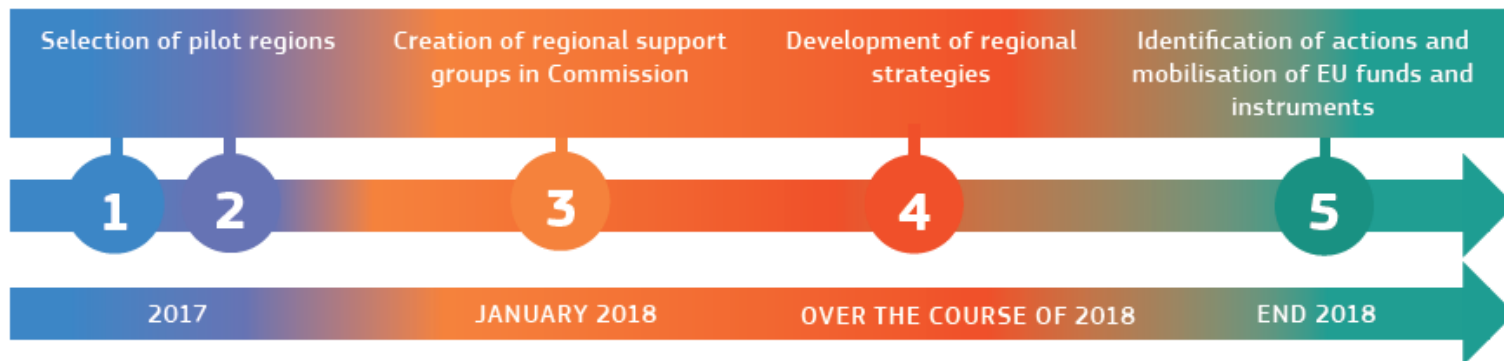 Selection of pilot regions
Creation of regional support
groups in Commission
Development of regional
strategies
Identification of actions and
mobilisation of EU funds and
instruments
1
2
3
4
5
2017
JANUARY 2018
OVER THE COURSE OF 2018
END 2018